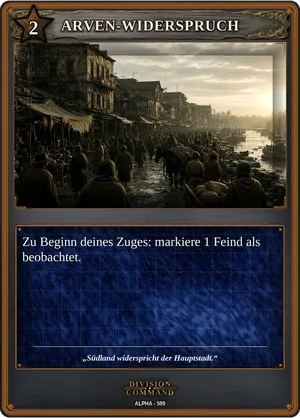 2
ARVEN-WIDERSPRUCH
Zu Beginn deines Zuges: markiere 1 Feind als
beobachtet.
„Südland widerspricht der Hauptstadt.“
DIVISION
COMMAND
ALPHA - 599